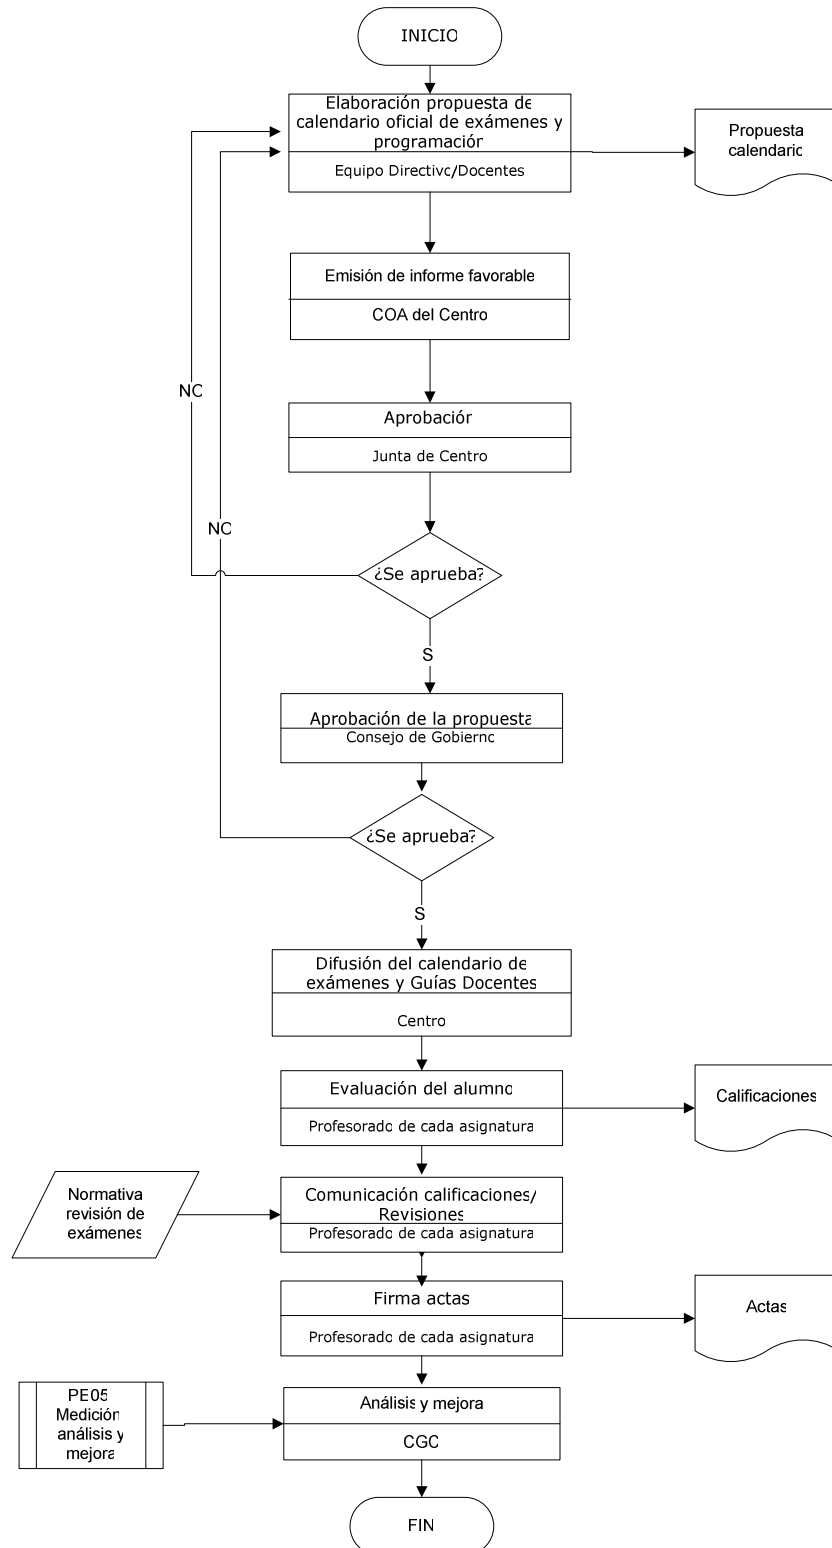 INICIO
Elaboración propuesta de
calendario oficial de exámenes y
programación
Equipo Directivo/Docentes
Propuesta
calendario
Emisión de informe favorable
COA del Centro
NO
Aprobación
Junta de Centro
NO
¿Se aprueba?
S
Aprobación de la propuesta
Consejo de Gobierno
¿Se aprueba?
S
Difusión del calendario de
exámenes y Guías Docentes
Centro
Evaluación del alumno
Profesorado de cada asignatura
Calificaciones
Normativa
revisión de
exámenes
Comunicación calificaciones/
Revisiones
Profesorado de cada asignatura
Firma actas
Profesorado de cada asignatura
Actas
PE05
Medición
análisis y
mejora
Análisis y mejora
CGC
FIN